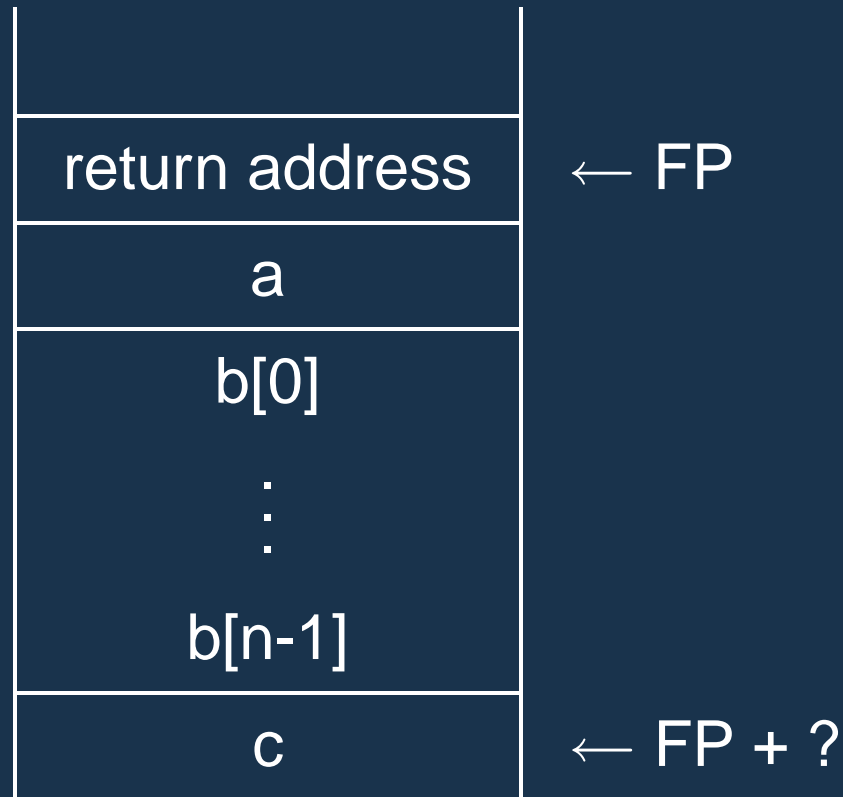 return address ← FP
a
b[0]
⋮
b[n-1]
c ← FP + ?